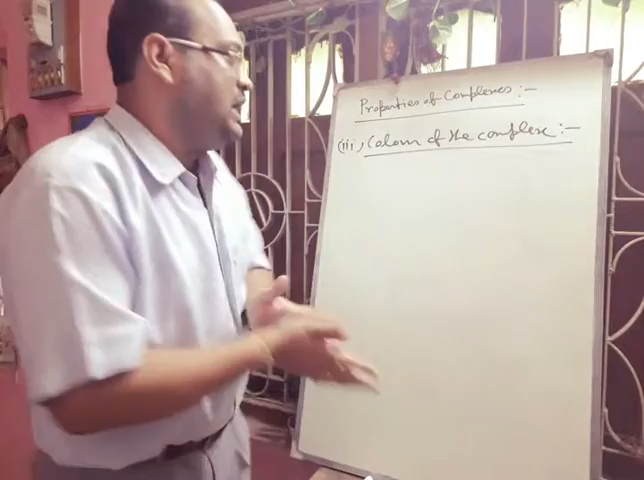 Properties of Complexes:-
(iii) Colour of the complex:-